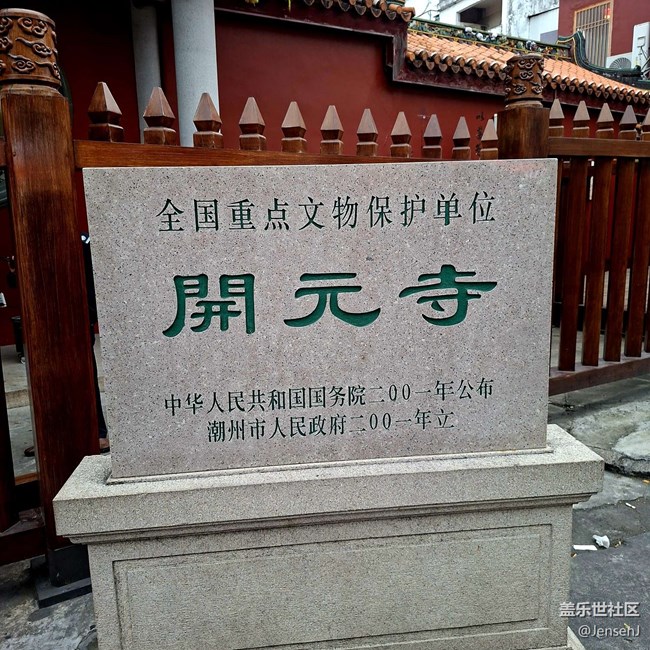 全国重点文物保护单位
開元寺
中华人民共和国国务院二00一年公布
潮州市人民政府二00一年立
盖乐世社区
@JensehJ